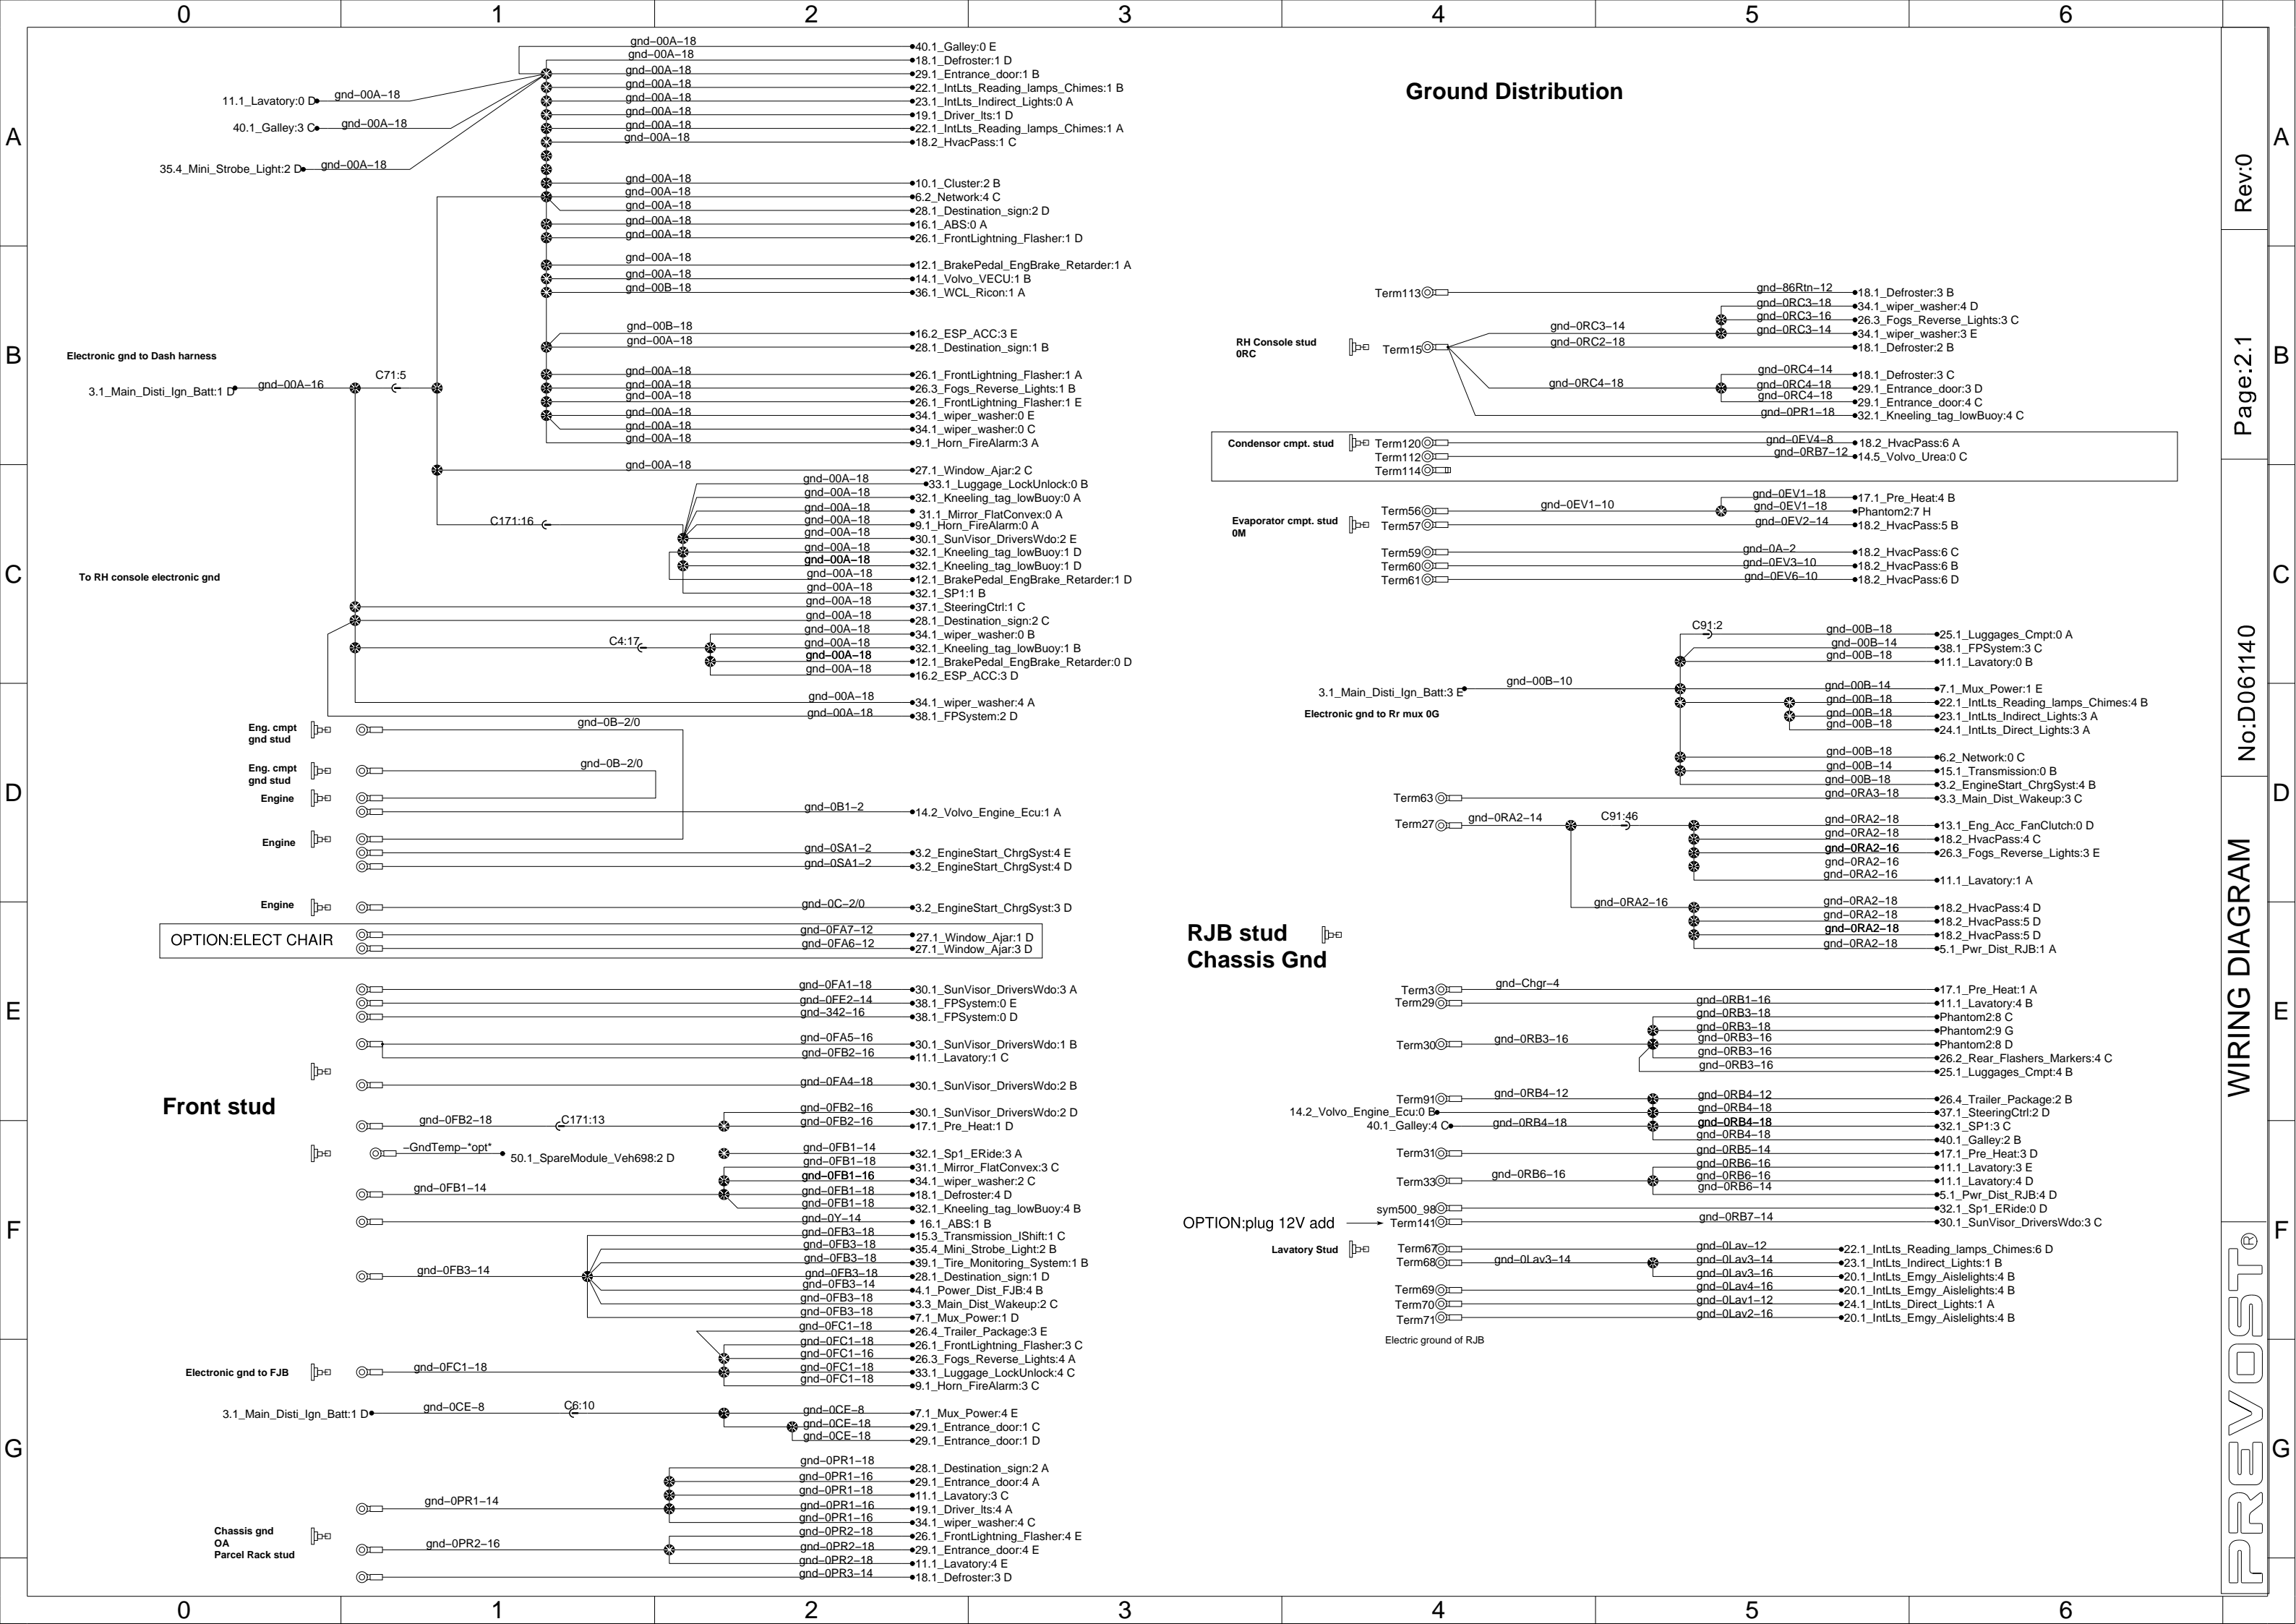 0 1 2 3 4 5 6
Ground Distribution
A
gnd–00A–18 40.1_Galley:0 E
gnd–00A–18 18.1_Defroster:1 D
gnd–00A–18 29.1_Entrance_door:1 B
gnd–00A–18 22.1_IntLts_Reading_lamps_Chimes:1 B
11.1_Lavatory:0 D gnd–00A–18
gnd–00A–18 23.1_IntLts_Indirect_Lights:0 A
gnd–00A–18 19.1_Driver_lts:1 D
40.1_Galley:3 C gnd–00A–18
gnd–00A–18 22.1_IntLts_Reading_lamps_Chimes:1 A
gnd–00A–18 18.2_HvacPass:1 C
35.4_Mini_Strobe_Light:2 D gnd–00A–18
gnd–00A–18 10.1_Cluster:2 B
gnd–00A–18 6.2_Network:4 C
gnd–00A–18 28.1_Destination_sign:2 D
gnd–00A–18 16.1_ABS:0 A
gnd–00A–18 26.1_FrontLightning_Flasher:1 D
B
gnd–00A–18 12.1_BrakePedal_EngBrake_Retarder:1 A
gnd–00A–18 14.1_Volvo_VECU:1 B
gnd–00B–18 36.1_WCL_Ricon:1 A
gnd–00B–18 16.2_ESP_ACC:3 E
gnd–00A–18 28.1_Destination_sign:1 B
Electronic gnd to Dash harness
3.1_Main_Disti_Ign_Batt:1 D gnd–00A–16 C71:5
gnd–00A–18 26.1_FrontLightning_Flasher:1 A
gnd–00A–18 26.3_Fogs_Reverse_Lights:1 B
gnd–00A–18 26.1_FrontLightning_Flasher:1 E
gnd–00A–18 34.1_wiper_washer:0 E
gnd–00A–18 34.1_wiper_washer:0 C
gnd–00A–18 9.1_Horn_FireAlarm:3 A
C
gnd–00A–18 27.1_Window_Ajar:2 C
gnd–00A–18 33.1_Luggage_LockUnlock:0 B
gnd–00A–18 32.1_Kneeling_tag_lowBuoy:0 A
gnd–00A–18 31.1_Mirror_FlatConvex:0 A
C171:16 gnd–00A–18 9.1_Horn_FireAlarm:0 A
gnd–00A–18 30.1_SunVisor_DriversWdo:2 E
gnd–00A–18 32.1_Kneeling_tag_lowBuoy:1 D
gnd–00A–18 32.1_Kneeling_tag_lowBuoy:1 D
gnd–00A–18 12.1_BrakePedal_EngBrake_Retarder:1 D
To RH console electronic gnd
gnd–00A–18 32.1_SP1:1 B
gnd–00A–18 37.1_SteeringCtrl:1 C
gnd–00A–18 28.1_Destination_sign:2 C
gnd–00A–18 34.1_wiper_washer:0 B
C4:17 gnd–00A–18 32.1_Kneeling_tag_lowBuoy:1 B
gnd–00A–18 12.1_BrakePedal_EngBrake_Retarder:0 D
gnd–00A–18 16.2_ESP_ACC:3 D
D
gnd–00A–18 34.1_wiper_washer:4 A
gnd–00A–18 38.1_FPSystem:2 D
Eng. cmpt
gnd stud
gnd–0B–2/0
Eng. cmpt
gnd stud
gnd–0B–2/0
Engine
gnd–0B1–2 14.2_Volvo_Engine_Ecu:1 A
Engine
gnd–0SA1–2 3.2_EngineStart_ChrgSyst:4 E
gnd–0SA1–2 3.2_EngineStart_ChrgSyst:4 D
Engine gnd–0C–2/0 3.2_EngineStart_ChrgSyst:3 D
E
OPTION:ELECT CHAIR
gnd–0FA7–12 27.1_Window_Ajar:1 D
gnd–0FA6–12 27.1_Window_Ajar:3 D
gnd–0FA1–18 30.1_SunVisor_DriversWdo:3 A
gnd–0FE2–14 38.1_FPSystem:0 E
gnd–342–16 38.1_FPSystem:0 D
gnd–0FA5–16 30.1_SunVisor_DriversWdo:1 B
gnd–0FB2–16 11.1_Lavatory:1 C
gnd–0FA4–18 30.1_SunVisor_DriversWdo:2 B
Front stud
gnd–0FB2–16 30.1_SunVisor_DriversWdo:2 D
gnd–0FB2–18 C171:13 gnd–0FB2–16 17.1_Pre_Heat:1 D
F
–GndTemp–*opt* 50.1_SpareModule_Veh698:2 D
gnd–0FB1–14 32.1_Sp1_ERide:3 A
gnd–0FB1–18 31.1_Mirror_FlatConvex:3 C
gnd–0FB1–16 34.1_wiper_washer:2 C
gnd–0FB1–14 gnd–0FB1–18 18.1_Defroster:4 D
gnd–0FB1–18 32.1_Kneeling_tag_lowBuoy:4 B
gnd–0Y–14 16.1_ABS:1 B
gnd–0FB3–18 15.3_Transmission_IShift:1 C
gnd–0FB3–18 35.4_Mini_Strobe_Light:2 B
gnd–0FB3–18 39.1_Tire_Monitoring_System:1 B
gnd–0FB3–14 gnd–0FB3–18 28.1_Destination_sign:1 D
gnd–0FB3–14 4.1_Power_Dist_FJB:4 B
gnd–0FB3–18 3.3_Main_Dist_Wakeup:2 C
gnd–0FB3–18 7.1_Mux_Power:1 D
gnd–0FC1–18 26.4_Trailer_Package:3 E
G
gnd–0FC1–18 26.1_FrontLightning_Flasher:3 C
gnd–0FC1–16 26.3_Fogs_Reverse_Lights:4 A
Electronic gnd to FJB gnd–0FC1–18 gnd–0FC1–18 33.1_Luggage_LockUnlock:4 C
gnd–0FC1–18 9.1_Horn_FireAlarm:3 C
3.1_Main_Disti_Ign_Batt:1 D gnd–0CE–8 C6:10 gnd–0CE–8 7.1_Mux_Power:4 E
gnd–0CE–18 29.1_Entrance_door:1 C
gnd–0CE–18 29.1_Entrance_door:1 D
gnd–0PR1–18 28.1_Destination_sign:2 A
gnd–0PR1–16 29.1_Entrance_door:4 A
gnd–0PR1–18 11.1_Lavatory:3 C
gnd–0PR1–14 gnd–0PR1–16 19.1_Driver_lts:4 A
gnd–0PR1–16 34.1_wiper_washer:4 C
Chassis gnd
OA
Parcel Rack stud
gnd–0PR2–18 26.1_FrontLightning_Flasher:4 E
gnd–0PR2–16 gnd–0PR2–18 29.1_Entrance_door:4 E
gnd–0PR2–18 11.1_Lavatory:4 E
gnd–0PR3–14 18.1_Defroster:3 D
Term113 gnd–86Rtn–12 18.1_Defroster:3 B
gnd–0RC3–18 34.1_wiper_washer:4 D
gnd–0RC3–16 26.3_Fogs_Reverse_Lights:3 C
gnd–0RC3–14 gnd–0RC3–14 34.1_wiper_washer:3 E
RH Console stud
0RC
Term15 gnd–0RC2–18 18.1_Defroster:2 B
gnd–0RC4–14 18.1_Defroster:3 C
gnd–0RC4–18 gnd–0RC4–18 29.1_Entrance_door:3 D
gnd–0RC4–18 29.1_Entrance_door:4 C
gnd–0PR1–18 32.1_Kneeling_tag_lowBuoy:4 C
Condensor cmpt. stud Term120 gnd–0EV4–8 18.2_HvacPass:6 A
Term112 gnd–0RB7–12 14.5_Volvo_Urea:0 C
Term114
gnd–0EV1–18 17.1_Pre_Heat:4 B
Term56 gnd–0EV1–10 gnd–0EV1–18 Phantom2:7 H
Evaporator cmpt. stud
0M
Term57 gnd–0EV2–14 18.2_HvacPass:5 B
Term59 gnd–0A–2 18.2_HvacPass:6 C
Term60 gnd–0EV3–10 18.2_HvacPass:6 B
Term61 gnd–0EV6–10 18.2_HvacPass:6 D
C91:2 gnd–00B–18 25.1_Luggages_Cmpt:0 A
gnd–00B–14 38.1_FPSystem:3 C
gnd–00B–18 11.1_Lavatory:0 B
3.1_Main_Disti_Ign_Batt:3 E gnd–00B–10 gnd–00B–14 7.1_Mux_Power:1 E
Electronic gnd to Rr mux 0G
gnd–00B–18 22.1_IntLts_Reading_lamps_Chimes:4 B
gnd–00B–18 23.1_IntLts_Indirect_Lights:3 A
gnd–00B–18 24.1_IntLts_Direct_Lights:3 A
gnd–00B–18 6.2_Network:0 C
gnd–00B–14 15.1_Transmission:0 B
gnd–00B–18 3.2_EngineStart_ChrgSyst:4 B
Term63 gnd–0RA3–18 3.3_Main_Dist_Wakeup:3 C
Term27 gnd–0RA2–14 C91:46 gnd–0RA2–18 13.1_Eng_Acc_FanClutch:0 D
gnd–0RA2–18 18.2_HvacPass:4 C
gnd–0RA2–16 26.3_Fogs_Reverse_Lights:3 E
gnd–0RA2–16
gnd–0RA2–16 11.1_Lavatory:1 A
gnd–0RA2–16 gnd–0RA2–18 18.2_HvacPass:4 D
gnd–0RA2–18 18.2_HvacPass:5 D
gnd–0RA2–18 18.2_HvacPass:5 D
gnd–0RA2–18 5.1_Pwr_Dist_RJB:1 A
RJB stud
Chassis Gnd
Term3 gnd–Chgr–4 17.1_Pre_Heat:1 A
Term29 gnd–0RB1–16 11.1_Lavatory:4 B
gnd–0RB3–18 Phantom2:8 C
gnd–0RB3–18 Phantom2:9 G
Term30 gnd–0RB3–16 gnd–0RB3–16 Phantom2:8 D
gnd–0RB3–16 26.2_Rear_Flashers_Markers:4 C
gnd–0RB3–16 25.1_Luggages_Cmpt:4 B
Term91 gnd–0RB4–12 gnd–0RB4–12 26.4_Trailer_Package:2 B
14.2_Volvo_Engine_Ecu:0 B gnd–0RB4–18 37.1_SteeringCtrl:2 D
40.1_Galley:4 C gnd–0RB4–18 gnd–0RB4–18 32.1_SP1:3 C
gnd–0RB4–18 40.1_Galley:2 B
Term31 gnd–0RB5–14 17.1_Pre_Heat:3 D
gnd–0RB6–16 11.1_Lavatory:3 E
Term33 gnd–0RB6–16 gnd–0RB6–16 11.1_Lavatory:4 D
gnd–0RB6–14 5.1_Pwr_Dist_RJB:4 D
sym500_98 32.1_Sp1_ERide:0 D
OPTION:plug 12V add Term141 gnd–0RB7–14 30.1_SunVisor_DriversWdo:3 C
Lavatory Stud Term67 gnd–0Lav–12 22.1_IntLts_Reading_lamps_Chimes:6 D
Term68 gnd–0Lav3–14 gnd–0Lav3–14 23.1_IntLts_Indirect_Lights:1 B
gnd–0Lav3–16 20.1_IntLts_Emgy_Aislelights:4 B
Term69 gnd–0Lav4–16 20.1_IntLts_Emgy_Aislelights:4 B
Term70 gnd–0Lav1–12 24.1_IntLts_Direct_Lights:1 A
Term71 gnd–0Lav2–16 20.1_IntLts_Emgy_Aislelights:4 B
Electric ground of RJB
A
B
C
D
E
F
G
Rev:0
Page:2.1
No:D061140
WIRING DIAGRAM
PREVOST®
0 1 2 3 4 5 6